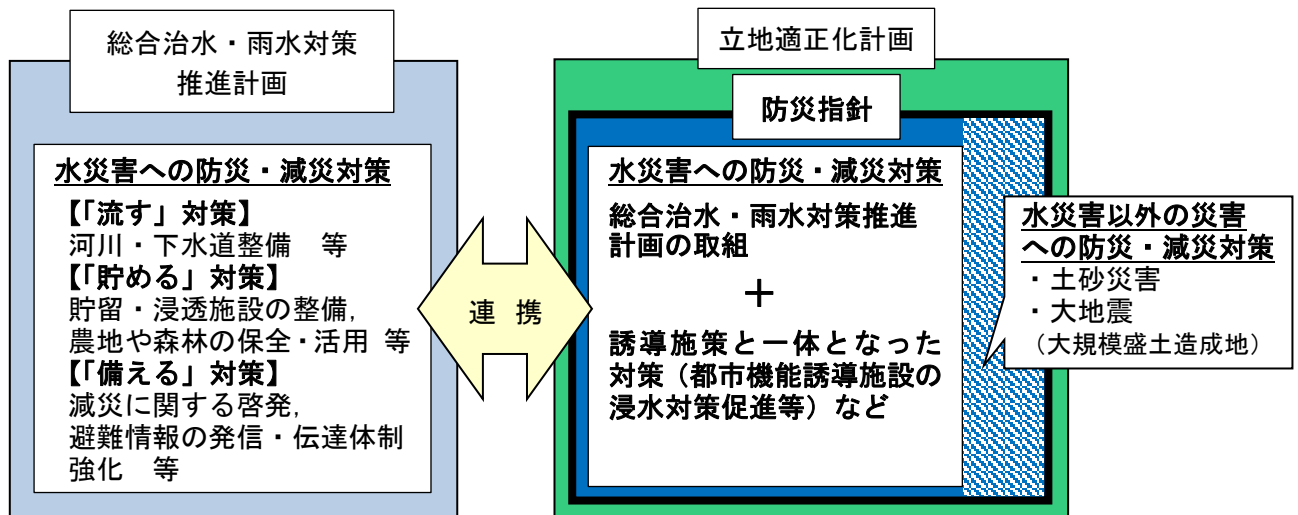 総合治水・雨水対策
推進計画
水災害への防災・減災対策
【「流す」対策】
河川・下水道整備　等
【「貯める」対策】
貯留・浸透施設の整備,
農地や森林の保全・活用 等
【「備える」対策】
減災に関する啓発,
避難情報の発信・伝達体制
強化　等
連 携
立地適正化計画
防災指針
水災害への防災・減災対策
総合治水・雨水対策推進
計画の取組
＋
誘導施策と一体となった
対策（都市機能誘導施設の
浸水対策促進等）など
水災害以外の災害
への防災・減災対策
・土砂災害
・大地震
（大規模盛土造成地）